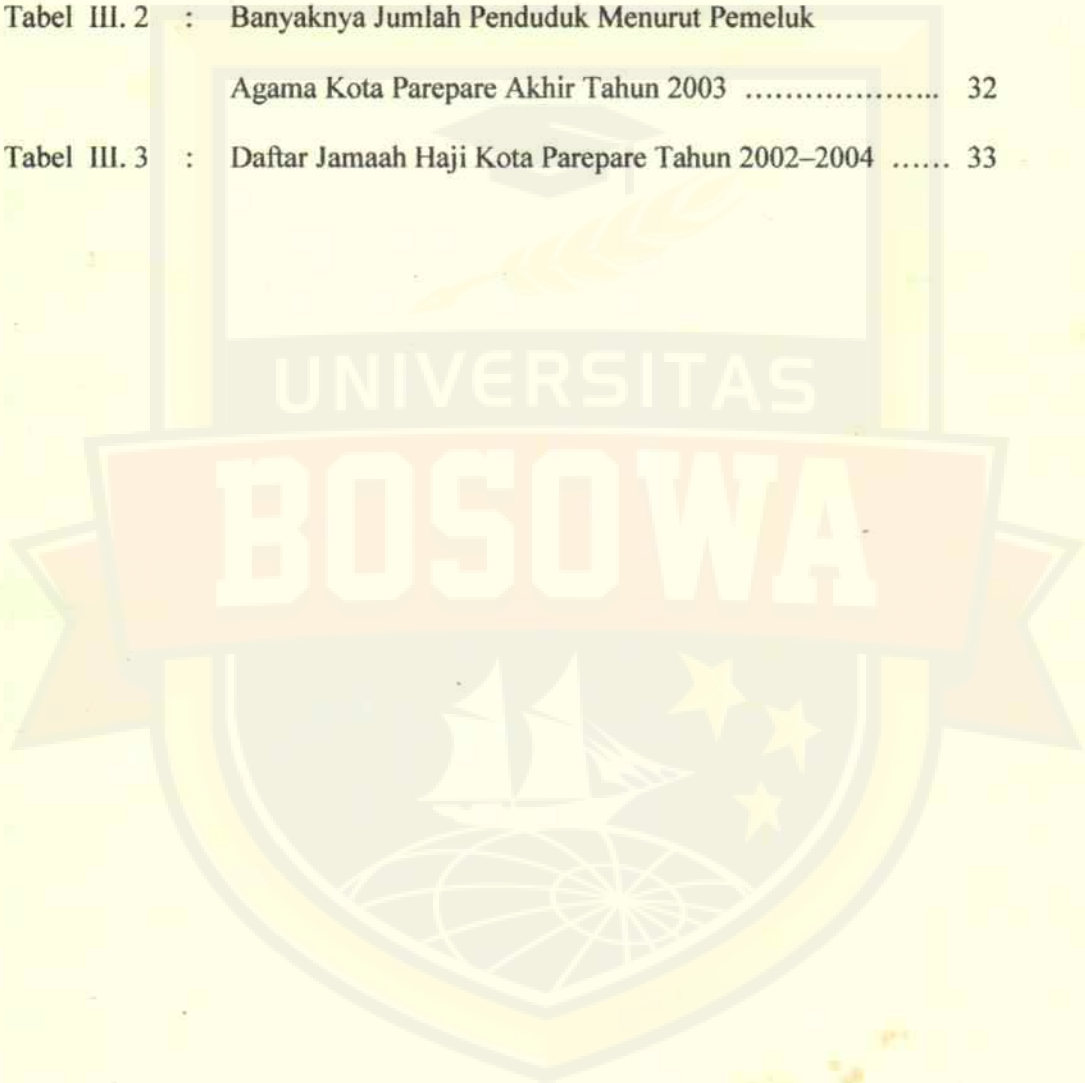 Tabel III. 2 : Banyaknya Jumlah Penduduk Menurut Pemeluk
Agama Kota Parepare Akhir Tahun 2003 ................... 32
Tabel III. 3 : Daftar Jamaah Haji Kota Parepare Tahun 2002–2004 ...... 33
UNIVERSITAS
BOSOWA